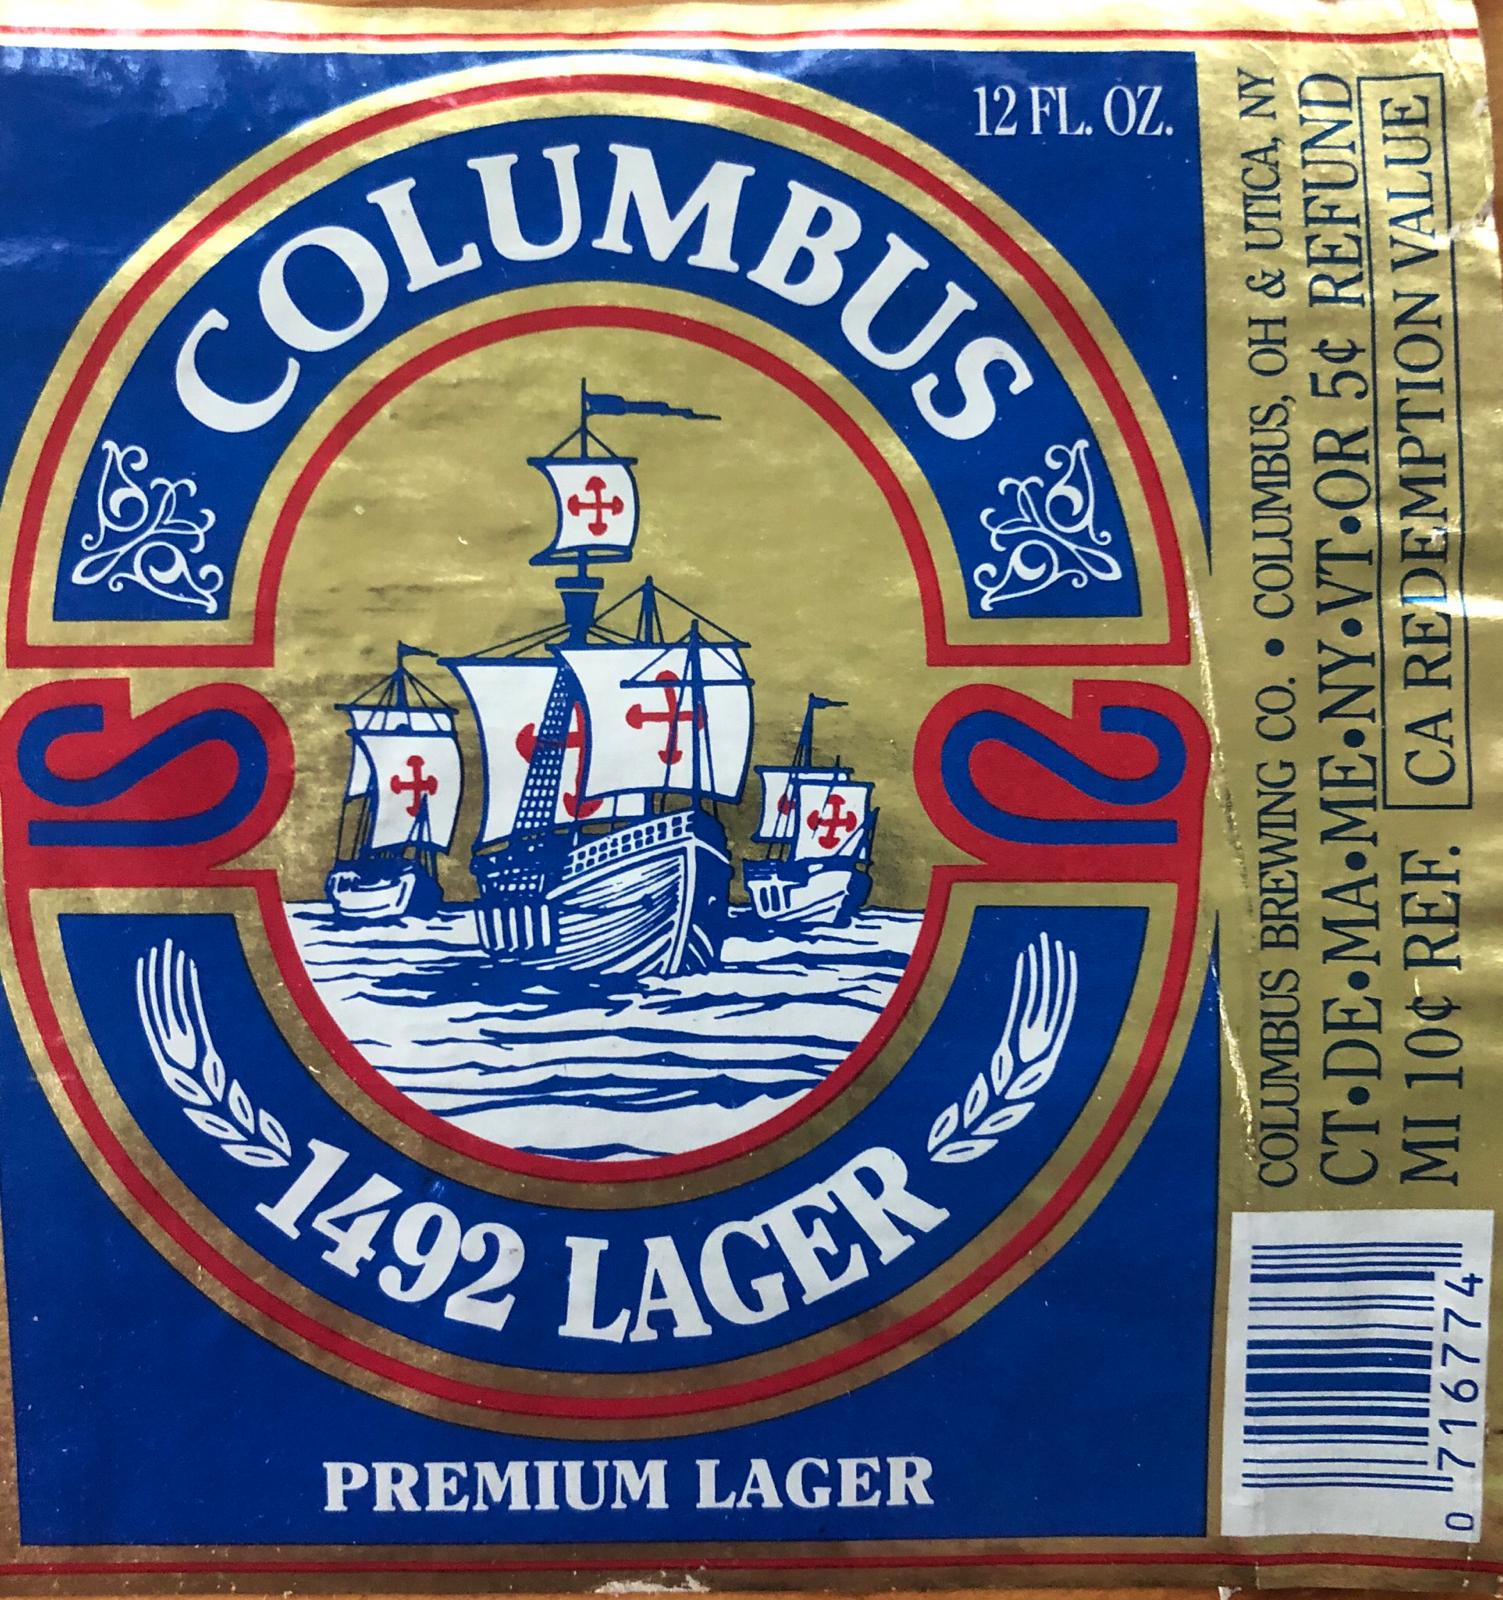 12 FL. OZ.
COLUMBUS
1492 LAGER
PREMIUM LAGER
COLUMBUS BREWING CO. • COLUMBUS, OH & UTICA, NY
CT•DE•MA•ME•NY•VT•OR 5¢ REFUND
MI 10¢ REF. CA REDEMPTION VALUE
0 716774